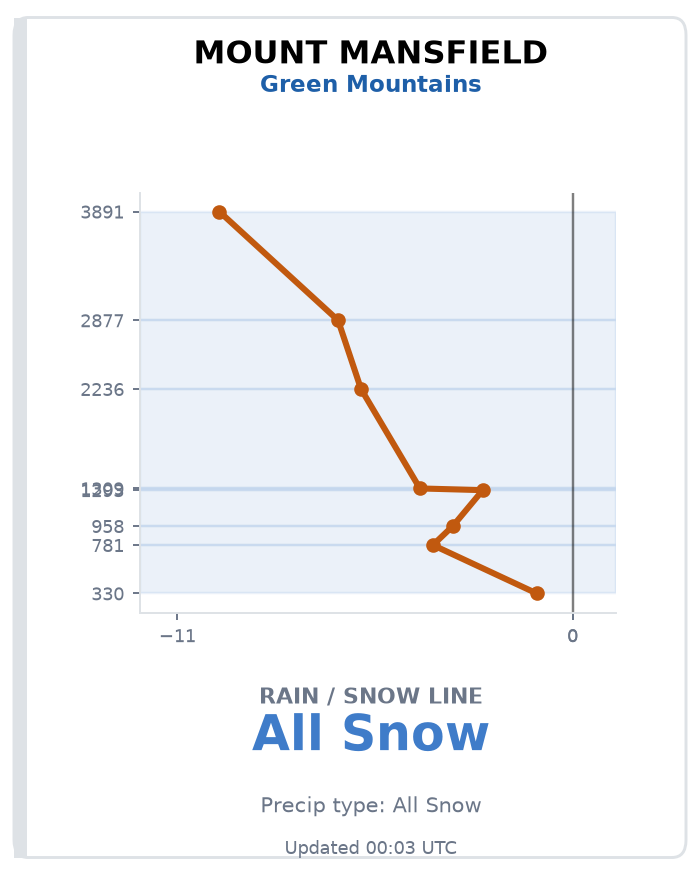 MOUNT MANSFIELD
Green Mountains
3891
2877
2236
958
781
330
−11
0
RAIN / SNOW LINE
All Snow
Precip type: All Snow
Updated 00:03 UTC